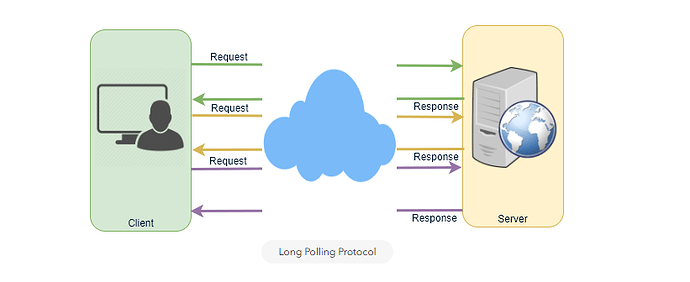 Request
Response
Request
Response
Request
Response
Client
Server
Long Polling Protocol